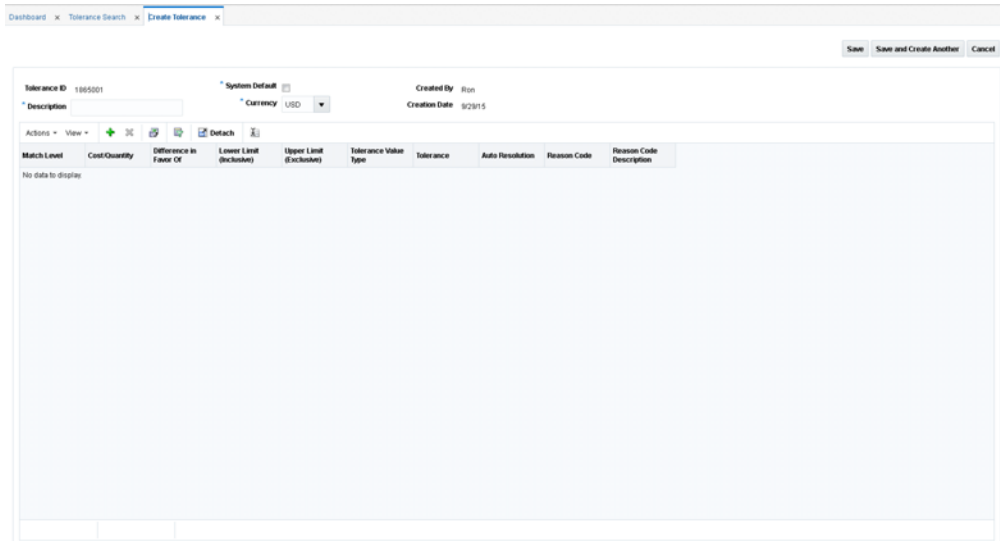 Dashboard × Tolerance Search × Create Tolerance ×
Save Save and Create Another Cancel
Tolerance ID 1865001 * System Default Created By Ron
* Description * Currency USD Creation Date 9/29/15
Actions View Detach
Match Level Cost/Quantity Difference in Favor Of Lower Limit (Inclusive) Upper Limit (Exclusive) Tolerance Value Type Tolerance Auto Resolution Reason Code Reason Code Description
No data to display.